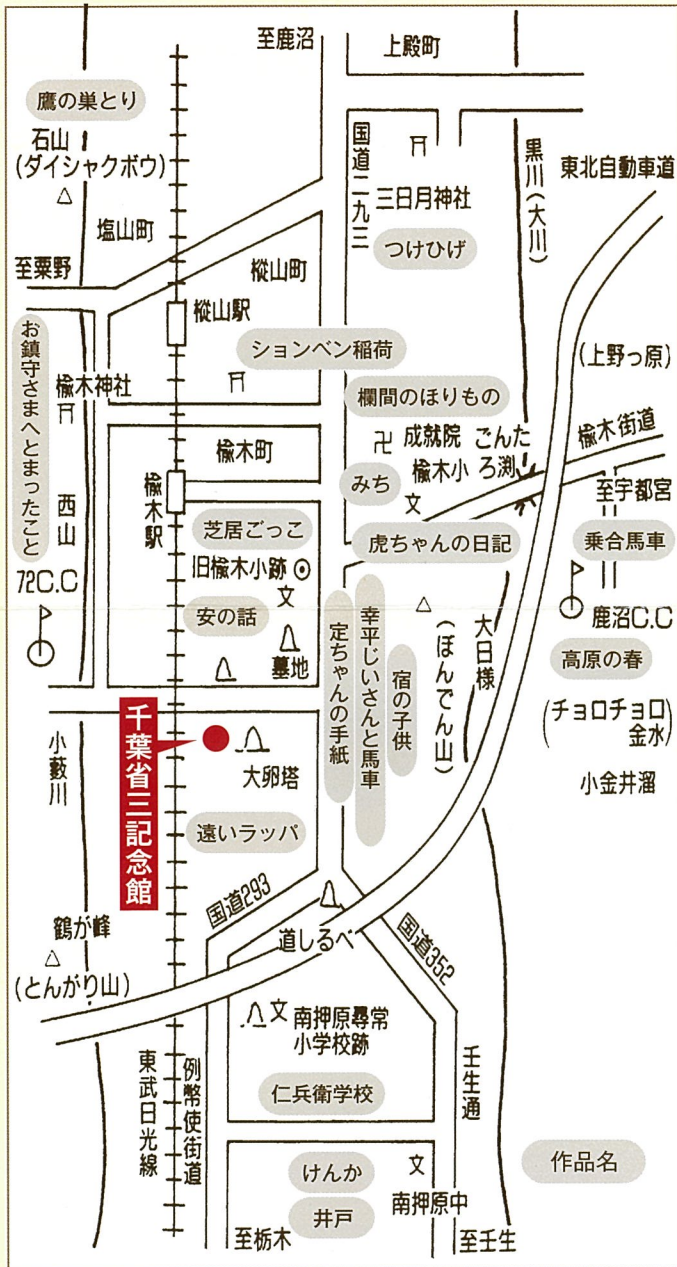 至鹿沼
上殿町
鷹の巣とり
石山
(ダイシャクボウ)
国道二九三
黒川(大川)
東北自動車道
三日月神社
塩山町
つけひげ
至粟野
樅山町
樅山駅
お鎮守さまへとまったこと
ションベン稲荷
(上野っ原)
楡木神社
欄間のほりもの
楡木街道
成就院
ごんた
ろ渕
楡木町
楡木小
みち
至宇都宮
西山
楡木駅
芝居ごっこ
虎ちゃんの日記
乗合馬車
旧楡木小跡
文
文
72C.C
鹿沼C.C
安の話
墓地
定ちゃんの手紙
幸平じいさんと馬車
宿の子供
(ぼんでん山)
大日様
高原の春
(チョロチョロ
金水)
小金井溜
千葉省三記念館
小藪川
大卵塔
遠いラッパ
国道293
鶴が峰
(とんがり山)
道しるべ
国道352
文
南押原尋常
小学校跡
東武日光線
例幣使街道
仁兵衛学校
壬生通
作品名
けんか
文
井戸
南押原中
至栃木
至壬生